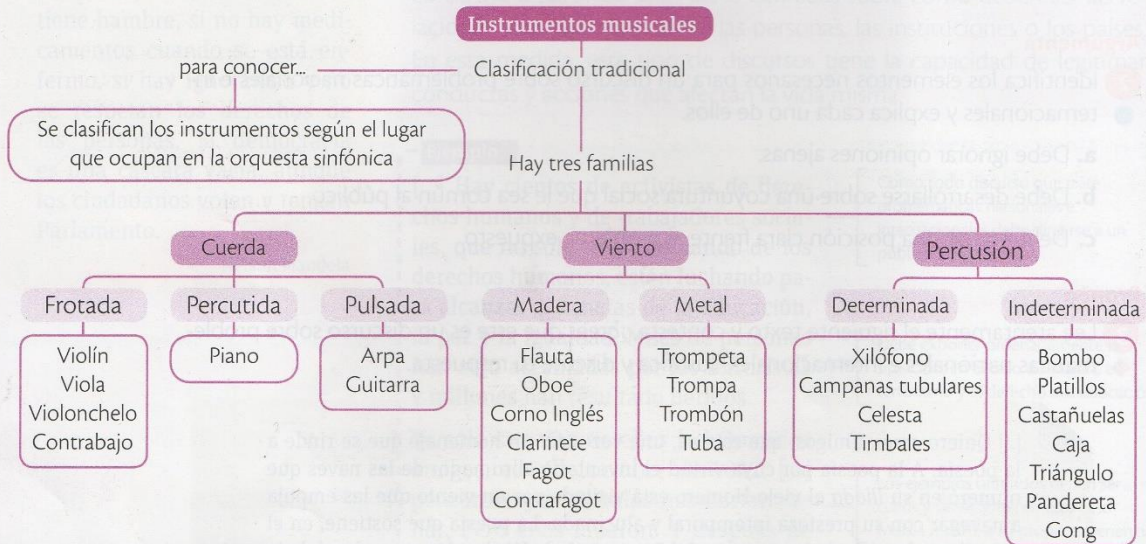 Instrumentos musicales
para conocer...
Clasificación tradicional
Se clasifican los instrumentos según el lugar
que ocupan en la orquesta sinfónica
Hay tres familias
Cuerda
Viento
Percusión
Frotada
Percutida
Pulsada
Madera
Metal
Determinada
Indeterminada
Violín
Viola
Violonchelo
Contrabajo
Piano
Arpa
Guitarra
Flauta
Oboe
Corno Inglés
Clarinete
Fagot
Contrafagot
Trompeta
Trompa
Trombón
Tuba
Xilófono
Campanas tubulares
Celesta
Timbales
Bombo
Platillos
Castañuelas
Caja
Triángulo
Pandereta
Gong